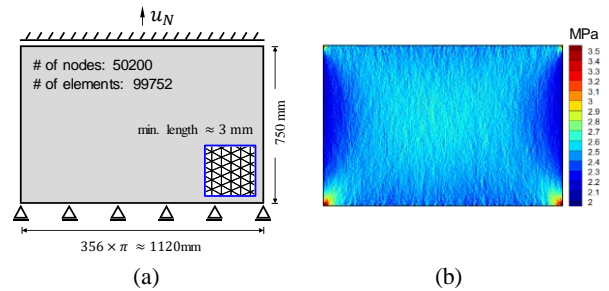 u_N
# of nodes: 50200
# of elements: 99752
min. length ≈ 3 mm
750 mm
356 × π ≈ 1120mm
(a)
MPa
3.5
3.4
3.3
3.2
3.1
3
2.9
2.8
2.7
2.6
2.5
2.4
2.3
2.2
2.1
2
(b)